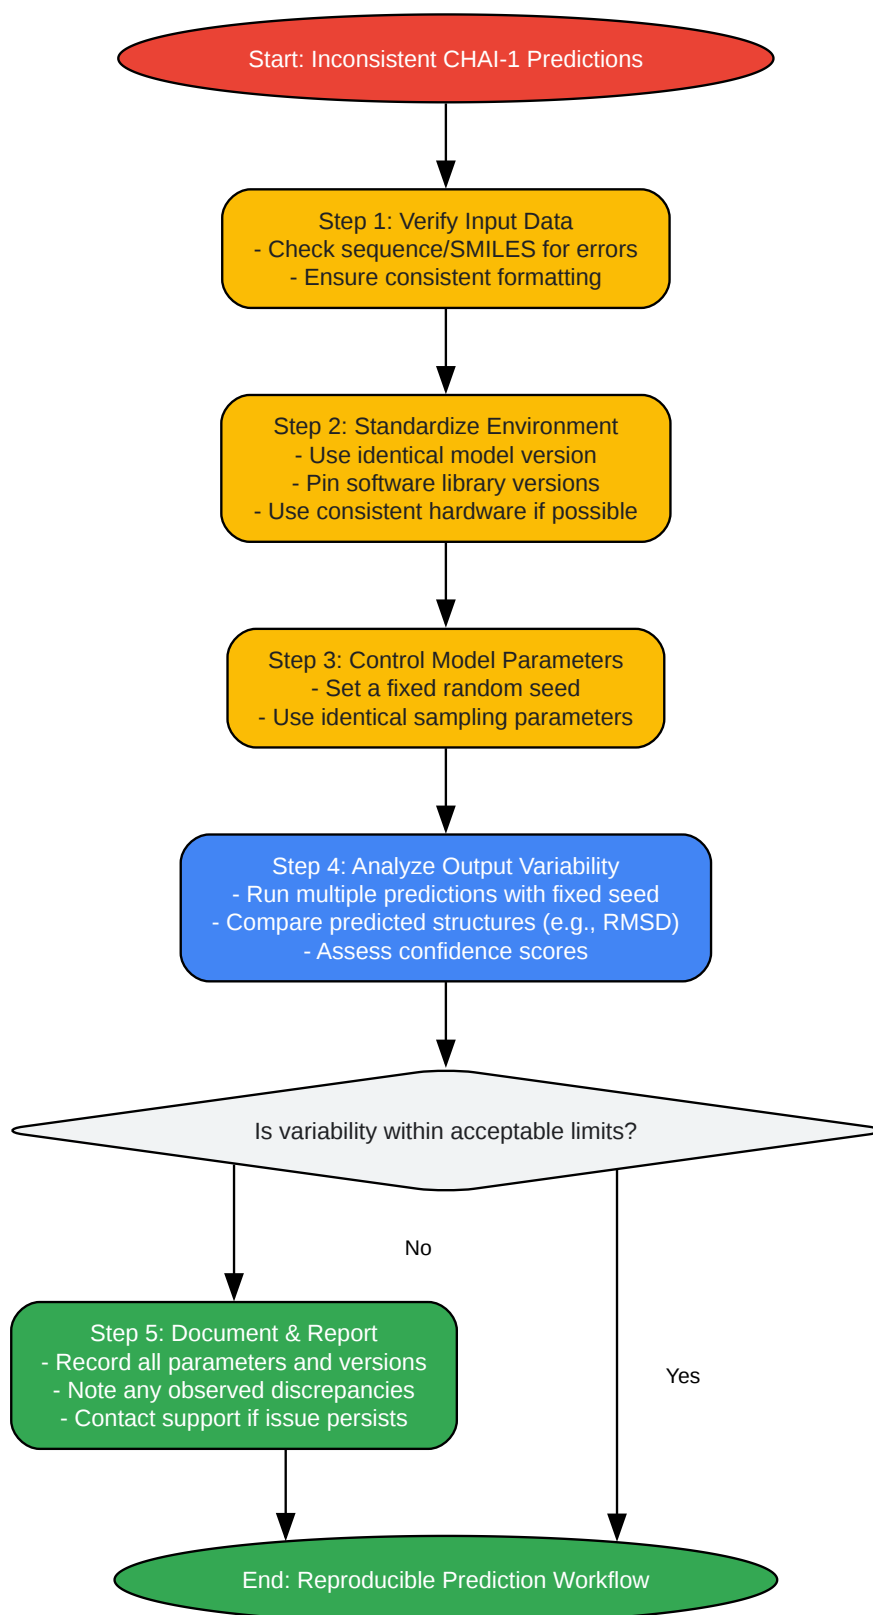 Start: Inconsistent CHAI-1 Predictions
Step 1: Verify Input Data
- Check sequence/SMILES for errors
- Ensure consistent formatting
Step 2: Standardize Environment
- Use identical model version
- Pin software library versions
- Use consistent hardware if possible
Step 3: Control Model Parameters
- Set a fixed random seed
- Use identical sampling parameters
Step 4: Analyze Output Variability
- Run multiple predictions with fixed seed
- Compare predicted structures (e.g., RMSD)
- Assess confidence scores
Is variability within acceptable limits?
No
Step 5: Document & Report
- Record all parameters and versions
- Note any observed discrepancies
- Contact support if issue persists
Yes
End: Reproducible Prediction Workflow